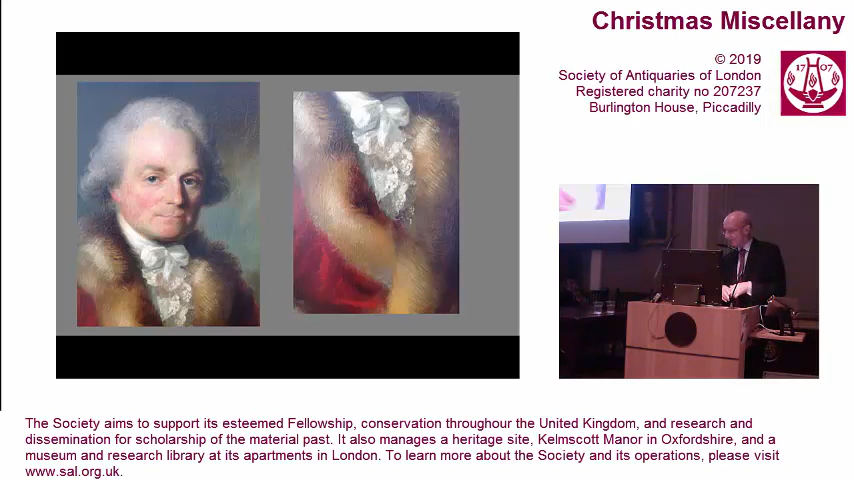 Christmas Miscellany
© 2019
Society of Antiquaries of London
Registered charity no 207237
Burlington House, Piccadilly
17 07
The Society aims to support its esteemed Fellowship, conservation throughour the United Kingdom, and research and
dissemination for scholarship of the material past. It also manages a heritage site, Kelmscott Manor in Oxfordshire, and a
museum and research library at its apartments in London. To learn more about the Society and its operations, please visit
www.sal.org.uk.